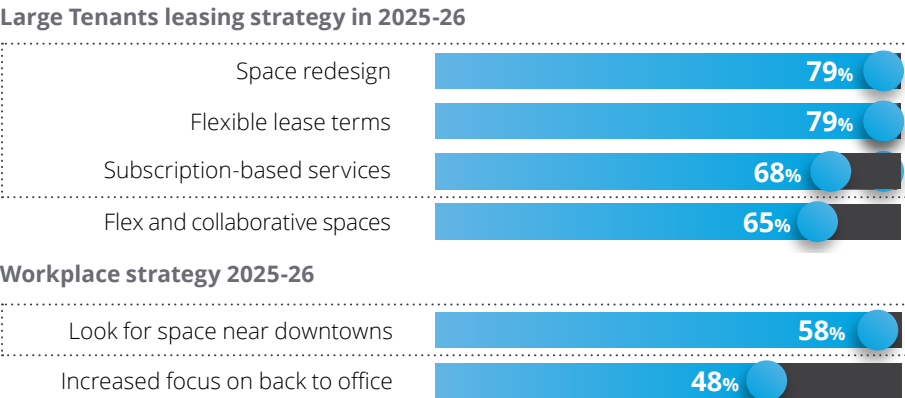 Large Tenants leasing strategy in 2025-26
Space redesign 79%
Flexible lease terms 79%
Subscription-based services 68%
Flex and collaborative spaces 65%
Workplace strategy 2025-26
Look for space near downtowns 58%
Increased focus on back to office 48%